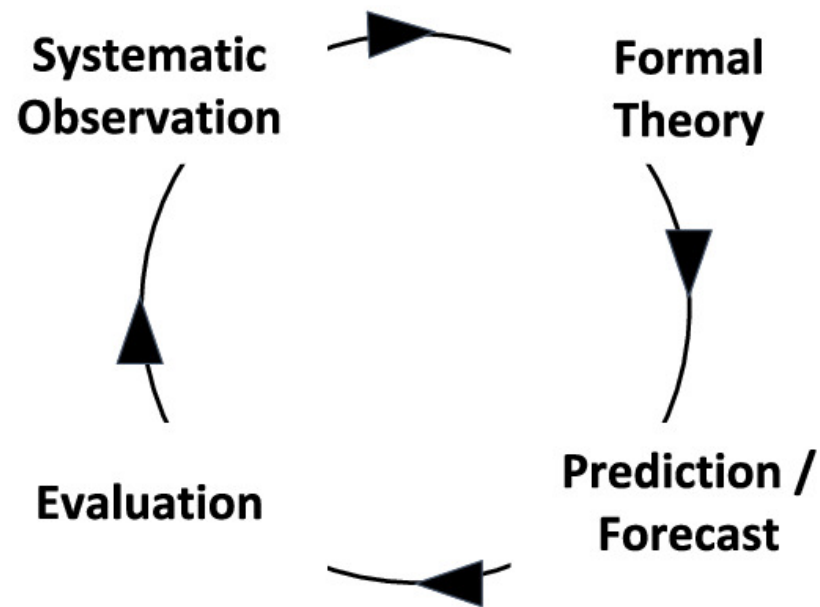 Systematic
Observation
Formal
Theory
Prediction /
Forecast
Evaluation